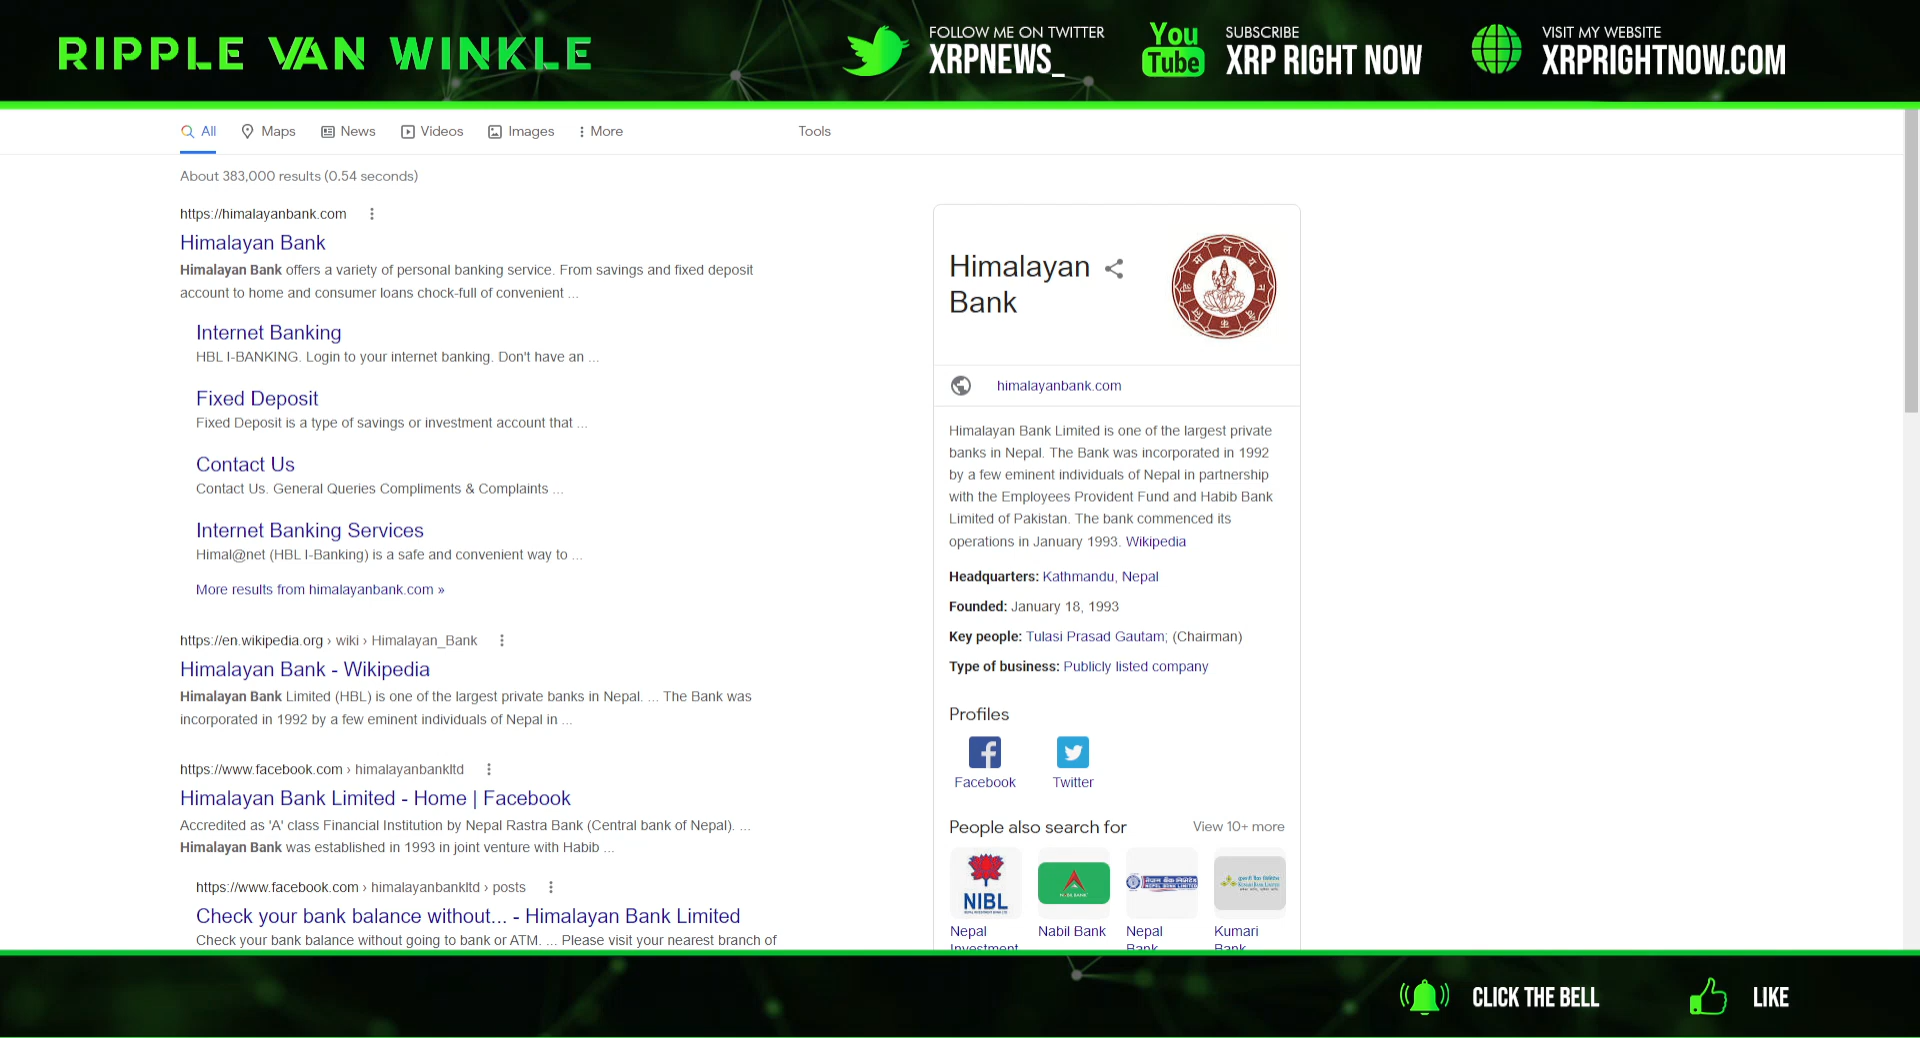 RIPPLE VAN WINKLE
FOLLOW ME ON TWITTER
XRPNEWS_
You
Tube
SUBSCRIBE
XRP RIGHT NOW
VISIT MY WEBSITE
XRPRIGHTNOW.COM
All
Maps
News
Videos
Images
More
Tools
About 383,000 results (0.54 seconds)
https://himalayanbank.com
Himalayan Bank
Himalayan Bank offers a variety of personal banking service. From savings and fixed deposit
account to home and consumer loans chock-full of convenient ...
Internet Banking
HBL I-BANKING. Login to your internet banking. Don't have an ...
Fixed Deposit
Fixed Deposit is a type of savings or investment account that ...
Contact Us
Contact Us. General Queries Compliments & Complaints ...
Internet Banking Services
Himal@net (HBL I-Banking) is a safe and convenient way to ...
More results from himalayanbank.com »
https://en.wikipedia.org › wiki › Himalayan_Bank
Himalayan Bank - Wikipedia
Himalayan Bank Limited (HBL) is one of the largest private banks in Nepal. ... The Bank was
incorporated in 1992 by a few eminent individuals of Nepal in ...
https://www.facebook.com › himalayanbankltd
Himalayan Bank Limited - Home | Facebook
Accredited as 'A' class Financial Institution by Nepal Rastra Bank (Central bank of Nepal). ...
Himalayan Bank was established in 1993 in joint venture with Habib ...
https://www.facebook.com › himalayanbankltd › posts
Check your bank balance without... - Himalayan Bank Limited
Check your bank balance without going to bank or ATM. ... Please visit your nearest branch of
Himalayan
Bank
himalayanbank.com
Himalayan Bank Limited is one of the largest private
banks in Nepal. The Bank was incorporated in 1992
by a few eminent individuals of Nepal in partnership
with the Employees Provident Fund and Habib Bank
Limited of Pakistan. The bank commenced its
operations in January 1993. Wikipedia
Headquarters: Kathmandu, Nepal
Founded: January 18, 1993
Key people: Tulasi Prasad Gautam; (Chairman)
Type of business: Publicly listed company
Profiles
Facebook
Twitter
People also search for
View 10+ more
NIBL
Nepal
Investment
Nabil Bank
Nepal
Bank
Kumari
Bank
CLICK THE BELL
LIKE